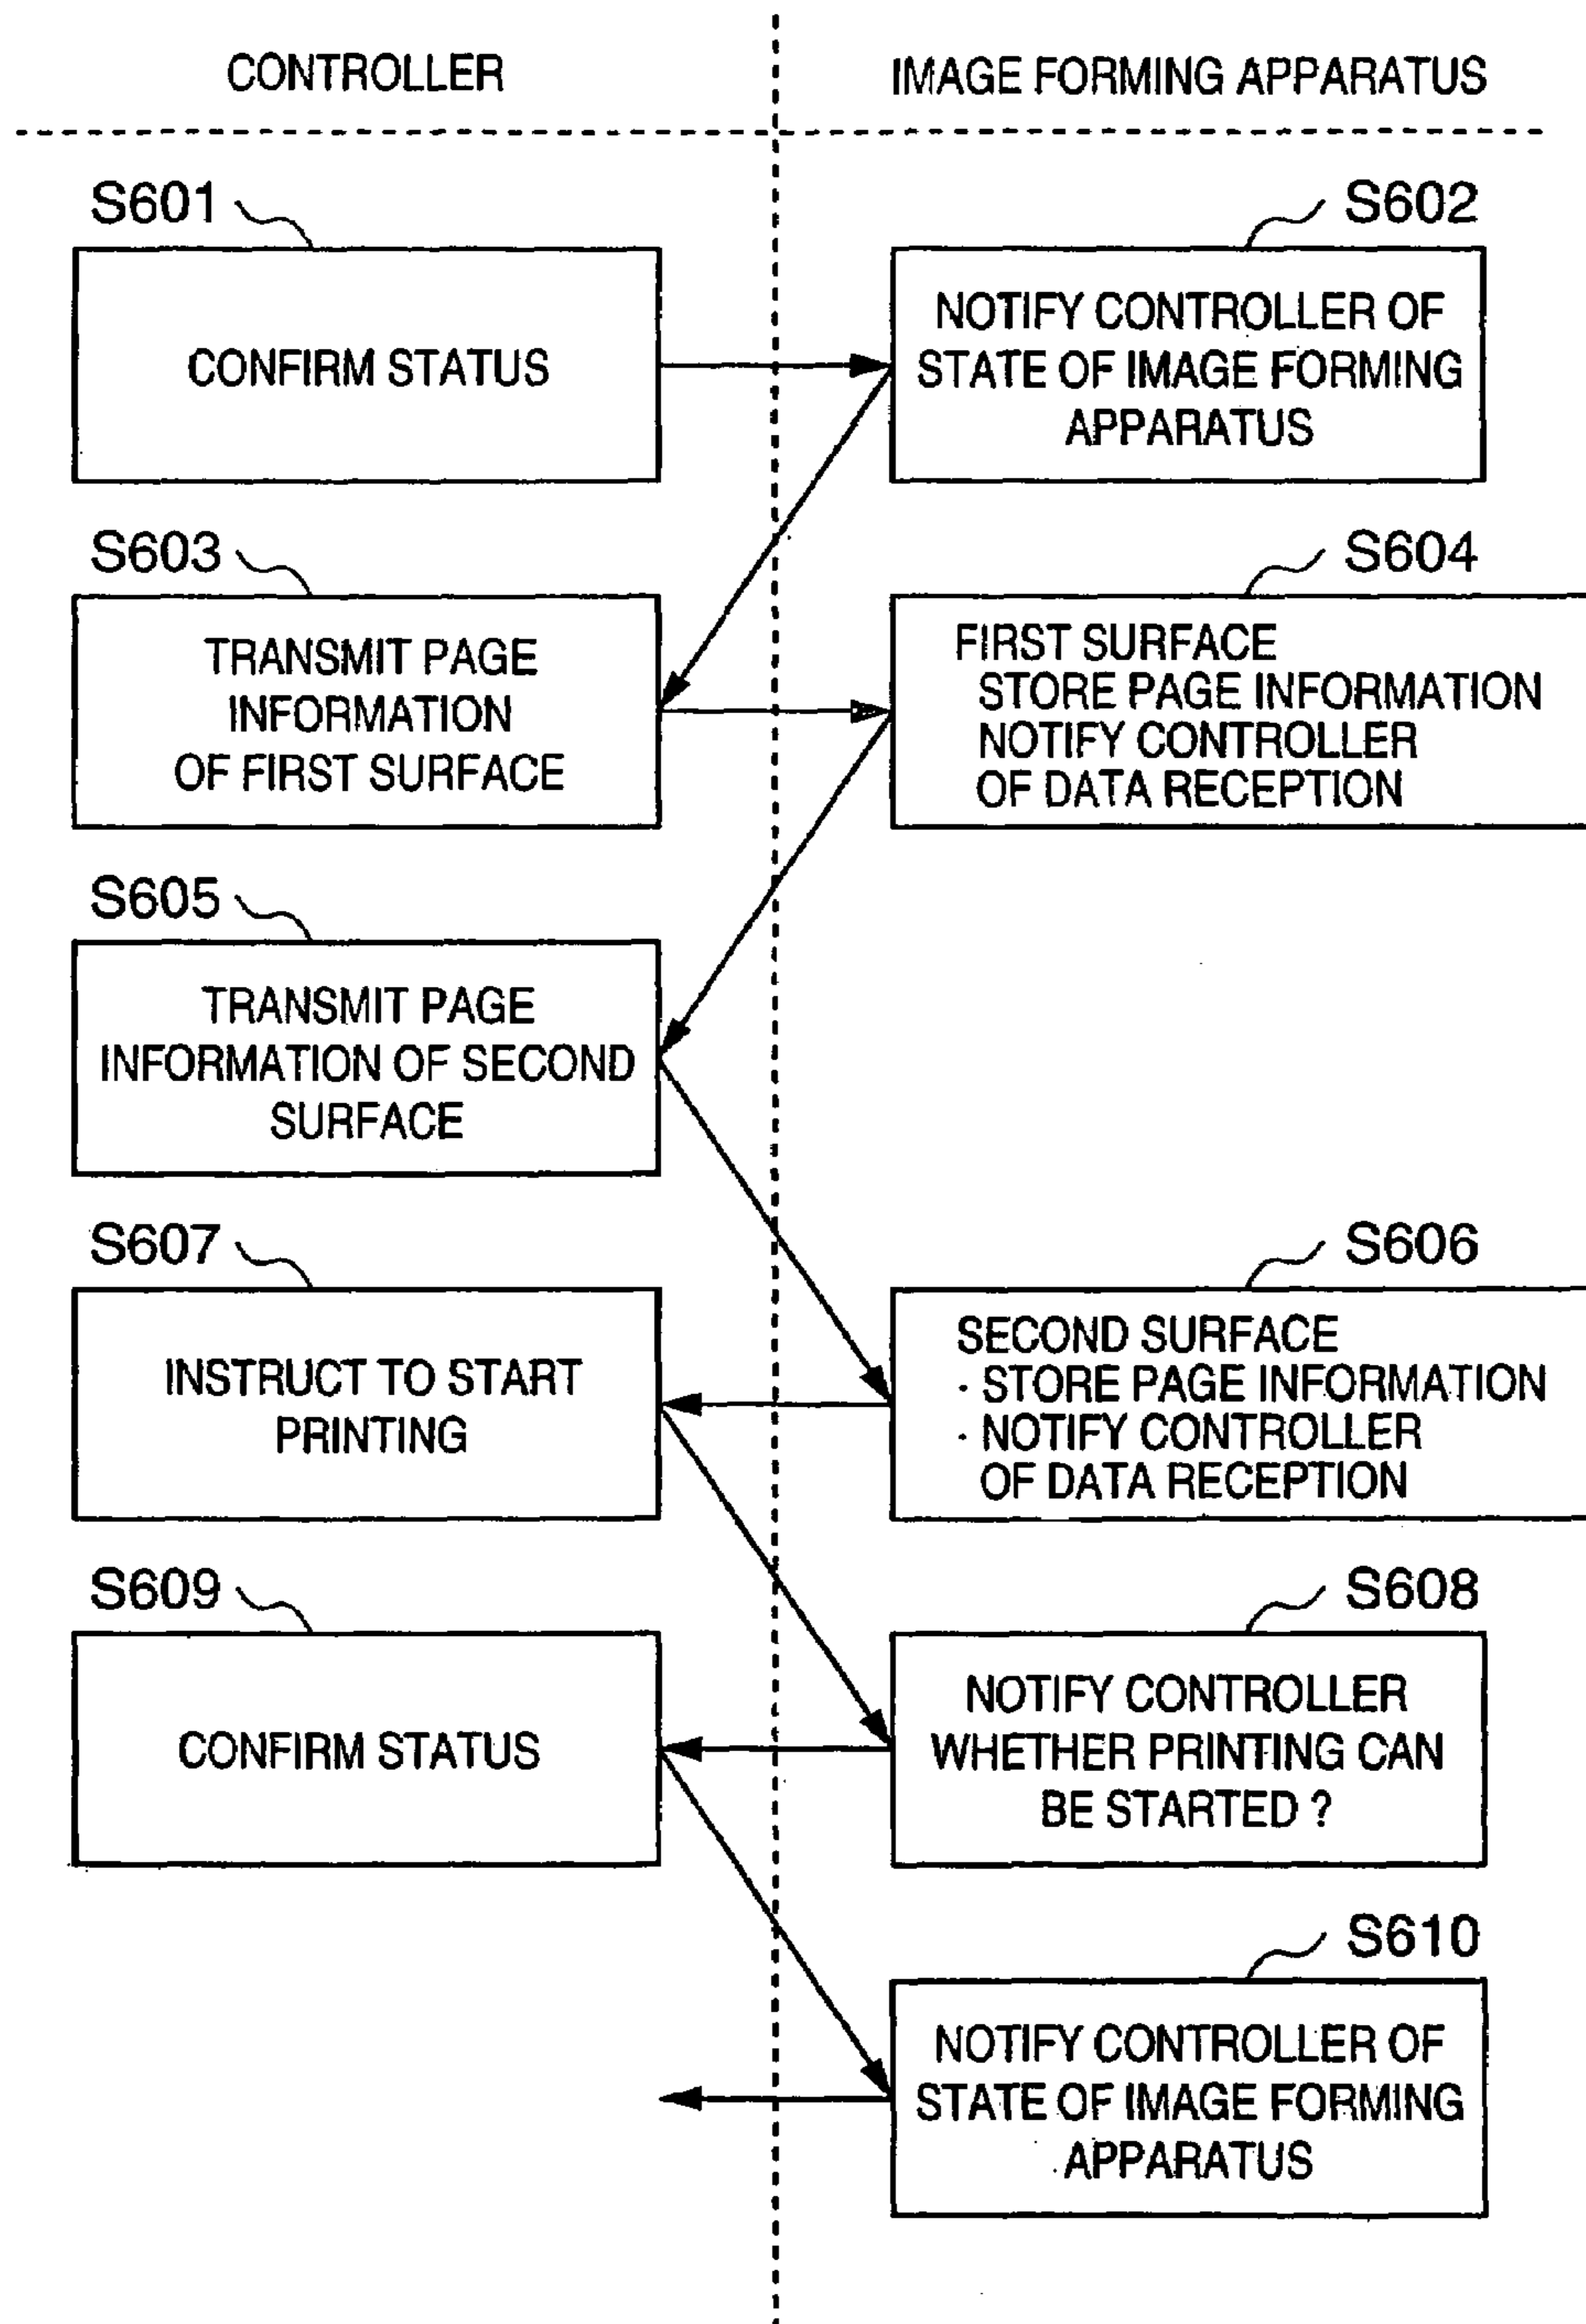 CONTROLLER
IMAGE FORMING APPARATUS
S601
S602
CONFIRM STATUS
NOTIFY CONTROLLER OF
STATE OF IMAGE FORMING
APPARATUS
S603
S604
TRANSMIT PAGE
INFORMATION
OF FIRST SURFACE
FIRST SURFACE
STORE PAGE INFORMATION
NOTIFY CONTROLLER
OF DATA RECEPTION
S605
TRANSMIT PAGE
INFORMATION OF SECOND
SURFACE
S607
S606
INSTRUCT TO START
PRINTING
SECOND SURFACE
· STORE PAGE INFORMATION
· NOTIFY CONTROLLER
OF DATA RECEPTION
S609
S608
CONFIRM STATUS
NOTIFY CONTROLLER
WHETHER PRINTING CAN
BE STARTED ?
S610
NOTIFY CONTROLLER OF
STATE OF IMAGE FORMING
APPARATUS